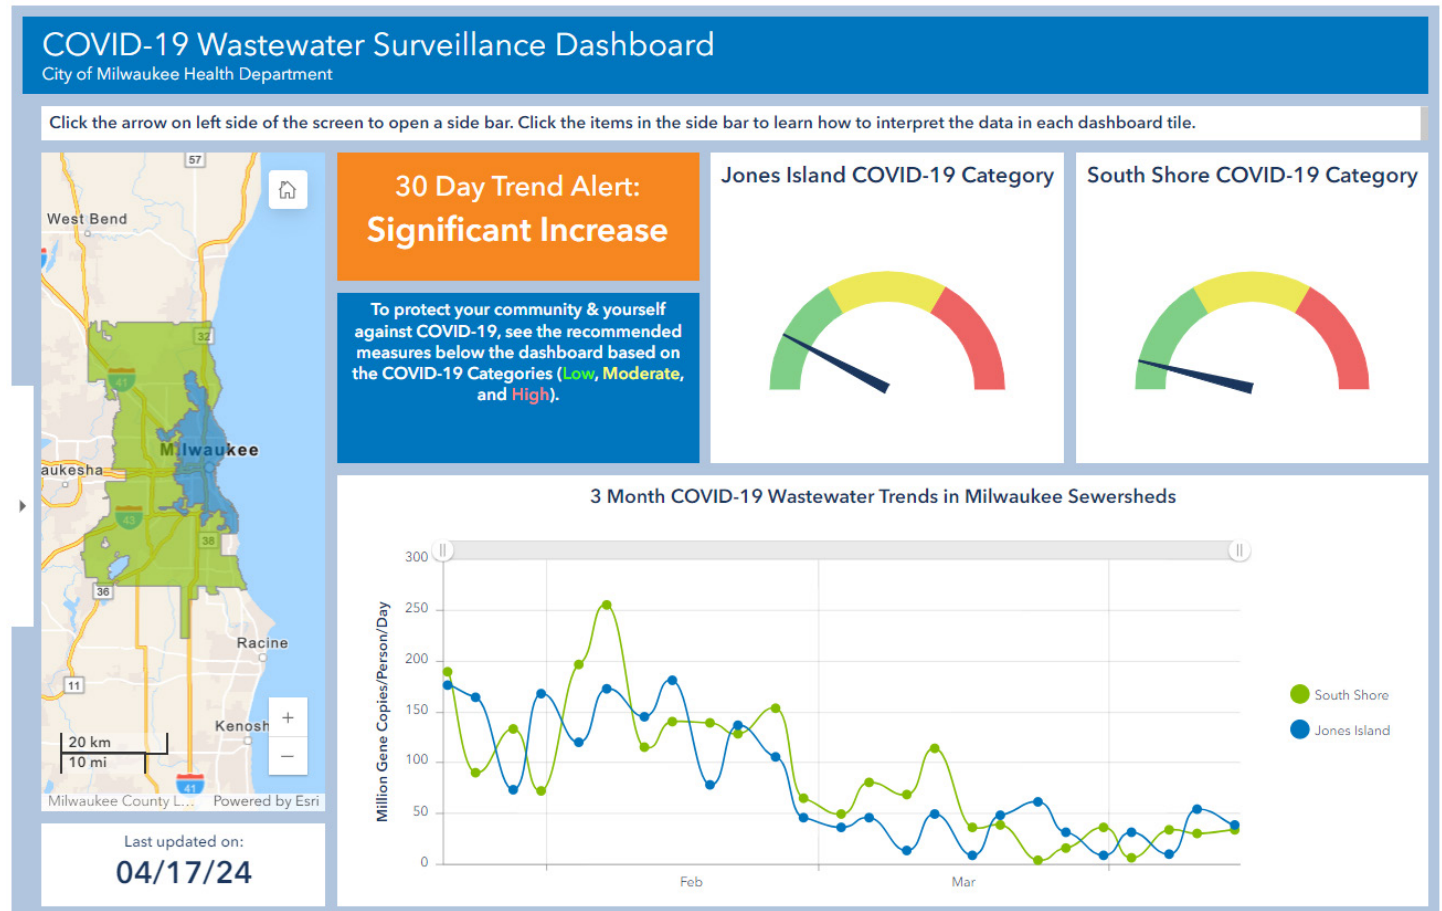 COVID-19 Wastewater Surveillance Dashboard
City of Milwaukee Health Department
Click the arrow on left side of the screen to open a side bar. Click the items in the side bar to learn how to interpret the data in each dashboard tile.
57
West Bend
32
41
Milwaukee
aukesha
43
38
36
Racine
11
Kenosh
+
−
20 km
10 mi
41
Milwaukee County L... Powered by Esri
Last updated on:
04/17/24
30 Day Trend Alert:
Significant Increase
To protect your community & yourself
against COVID-19, see the recommended
measures below the dashboard based on
the COVID-19 Categories (Low, Moderate,
and High).
Jones Island COVID-19 Category
South Shore COVID-19 Category
3 Month COVID-19 Wastewater Trends in Milwaukee Sewersheds
Million Gene Copies/Person/Day
300
250
200
150
100
50
0
Feb
Mar
South Shore
Jones Island